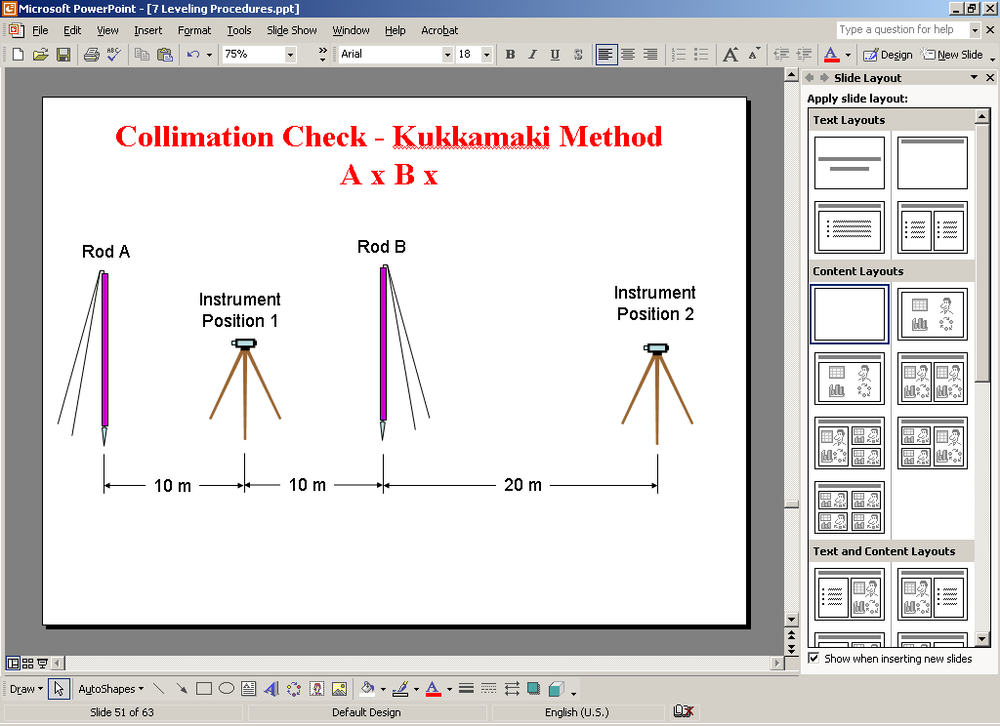 Microsoft PowerPoint - [7 Leveling Procedures.ppt]
File Edit View Insert Format Tools Slide Show Window Help Acrobat
Type a question for help
75% Arial 18 B I U S A A A Design New Slide
Slide Layout
Apply slide layout:
Text Layouts
Content Layouts
Text and Content Layouts
Show when inserting new slides
Collimation Check - Kukkamaki Method
A x B x
Rod A
Rod B
Instrument
Position 1
Instrument
Position 2
10 m 10 m 20 m
Draw AutoShapes A A
Slide 51 of 63 Default Design English (U.S.)